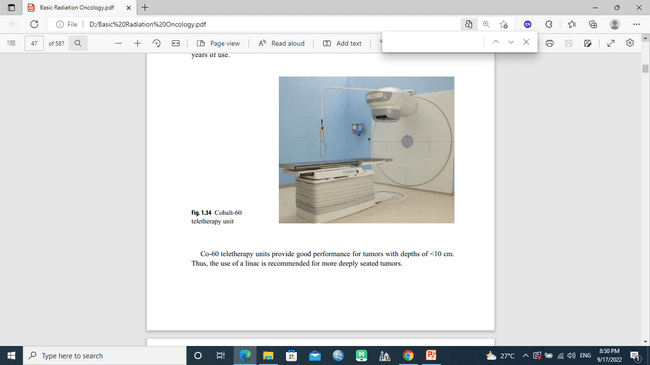 Basic Radiation Oncology.pdf
File D:/Basic%20Radiation%20Oncology.pdf
47 of 587 Page view Read aloud Add text
years of use.
Fig. 1.34 Cobalt-60
teletherapy unit
Co-60 teletherapy units provide good performance for tumors with depths of <10 cm.
Thus, the use of a linac is recommended for more deeply seated tumors.
Type here to search
27°C ENG
8:50 PM
9/17/2022